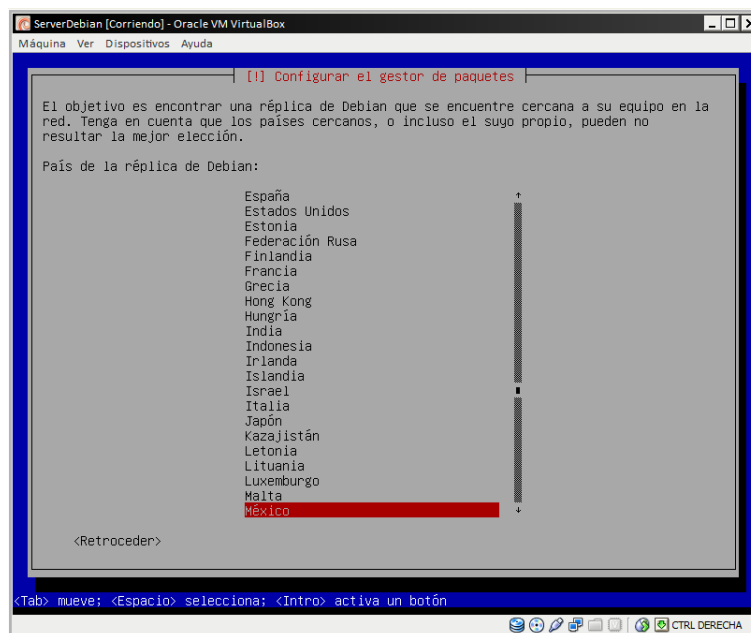 ServerDebian [Corriendo] - Oracle VM VirtualBox
Máquina Ver Dispositivos Ayuda
[!] Configurar el gestor de paquetes
El objetivo es encontrar una réplica de Debian que se encuentre cercana a su equipo en la
red. Tenga en cuenta que los países cercanos, o incluso el suyo propio, pueden no
resultar la mejor elección.
País de la réplica de Debian:
España
Estados Unidos
Estonia
Federación Rusa
Finlandia
Francia
Grecia
Hong Kong
Hungría
India
Indonesia
Irlanda
Islandia
Israel
Italia
Japón
Kazajistán
Letonia
Lituania
Luxemburgo
Malta
México
<Retroceder>
<Tab> mueve; <Espacio> selecciona; <Intro> activa un botón
CTRL DERECHA